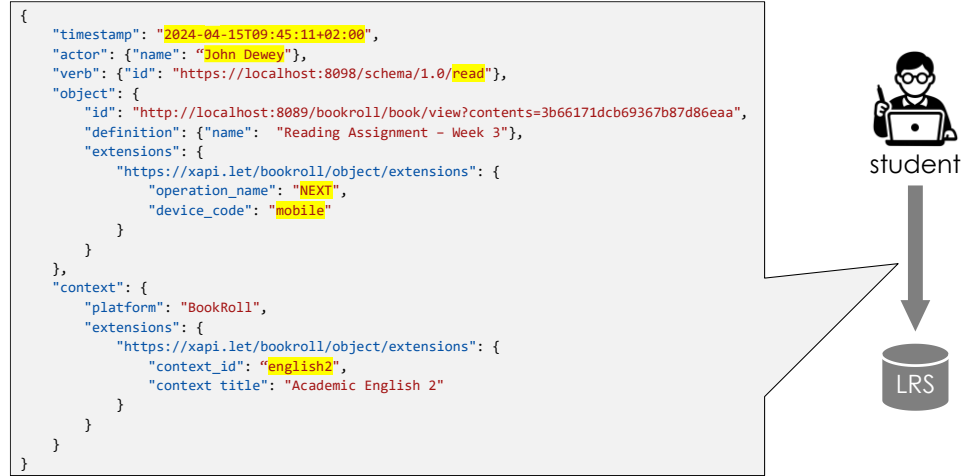 {
    "timestamp": "2024-04-15T09:45:11+02:00",
    "actor": {"name": “John Dewey"},
    "verb": {"id": "https://localhost:8098/schema/1.0/read"},
    "object": {
        "id": "http://localhost:8089/bookroll/book/view?contents=3b66171dcb69367b87d86eaa",
        "definition": {"name":  "Reading Assignment – Week 3"},
        "extensions": {
            "https://xapi.let/bookroll/object/extensions": {
                "operation_name": "NEXT",
                "device_code": "mobile"
            }
        }
    },
    "context": {
        "platform": "BookRoll",
        "extensions": {
            "https://xapi.let/bookroll/object/extensions": {
                "context_id": “english2",
                "context title": "Academic English 2"
            }
        }
    }
}
student
LRS